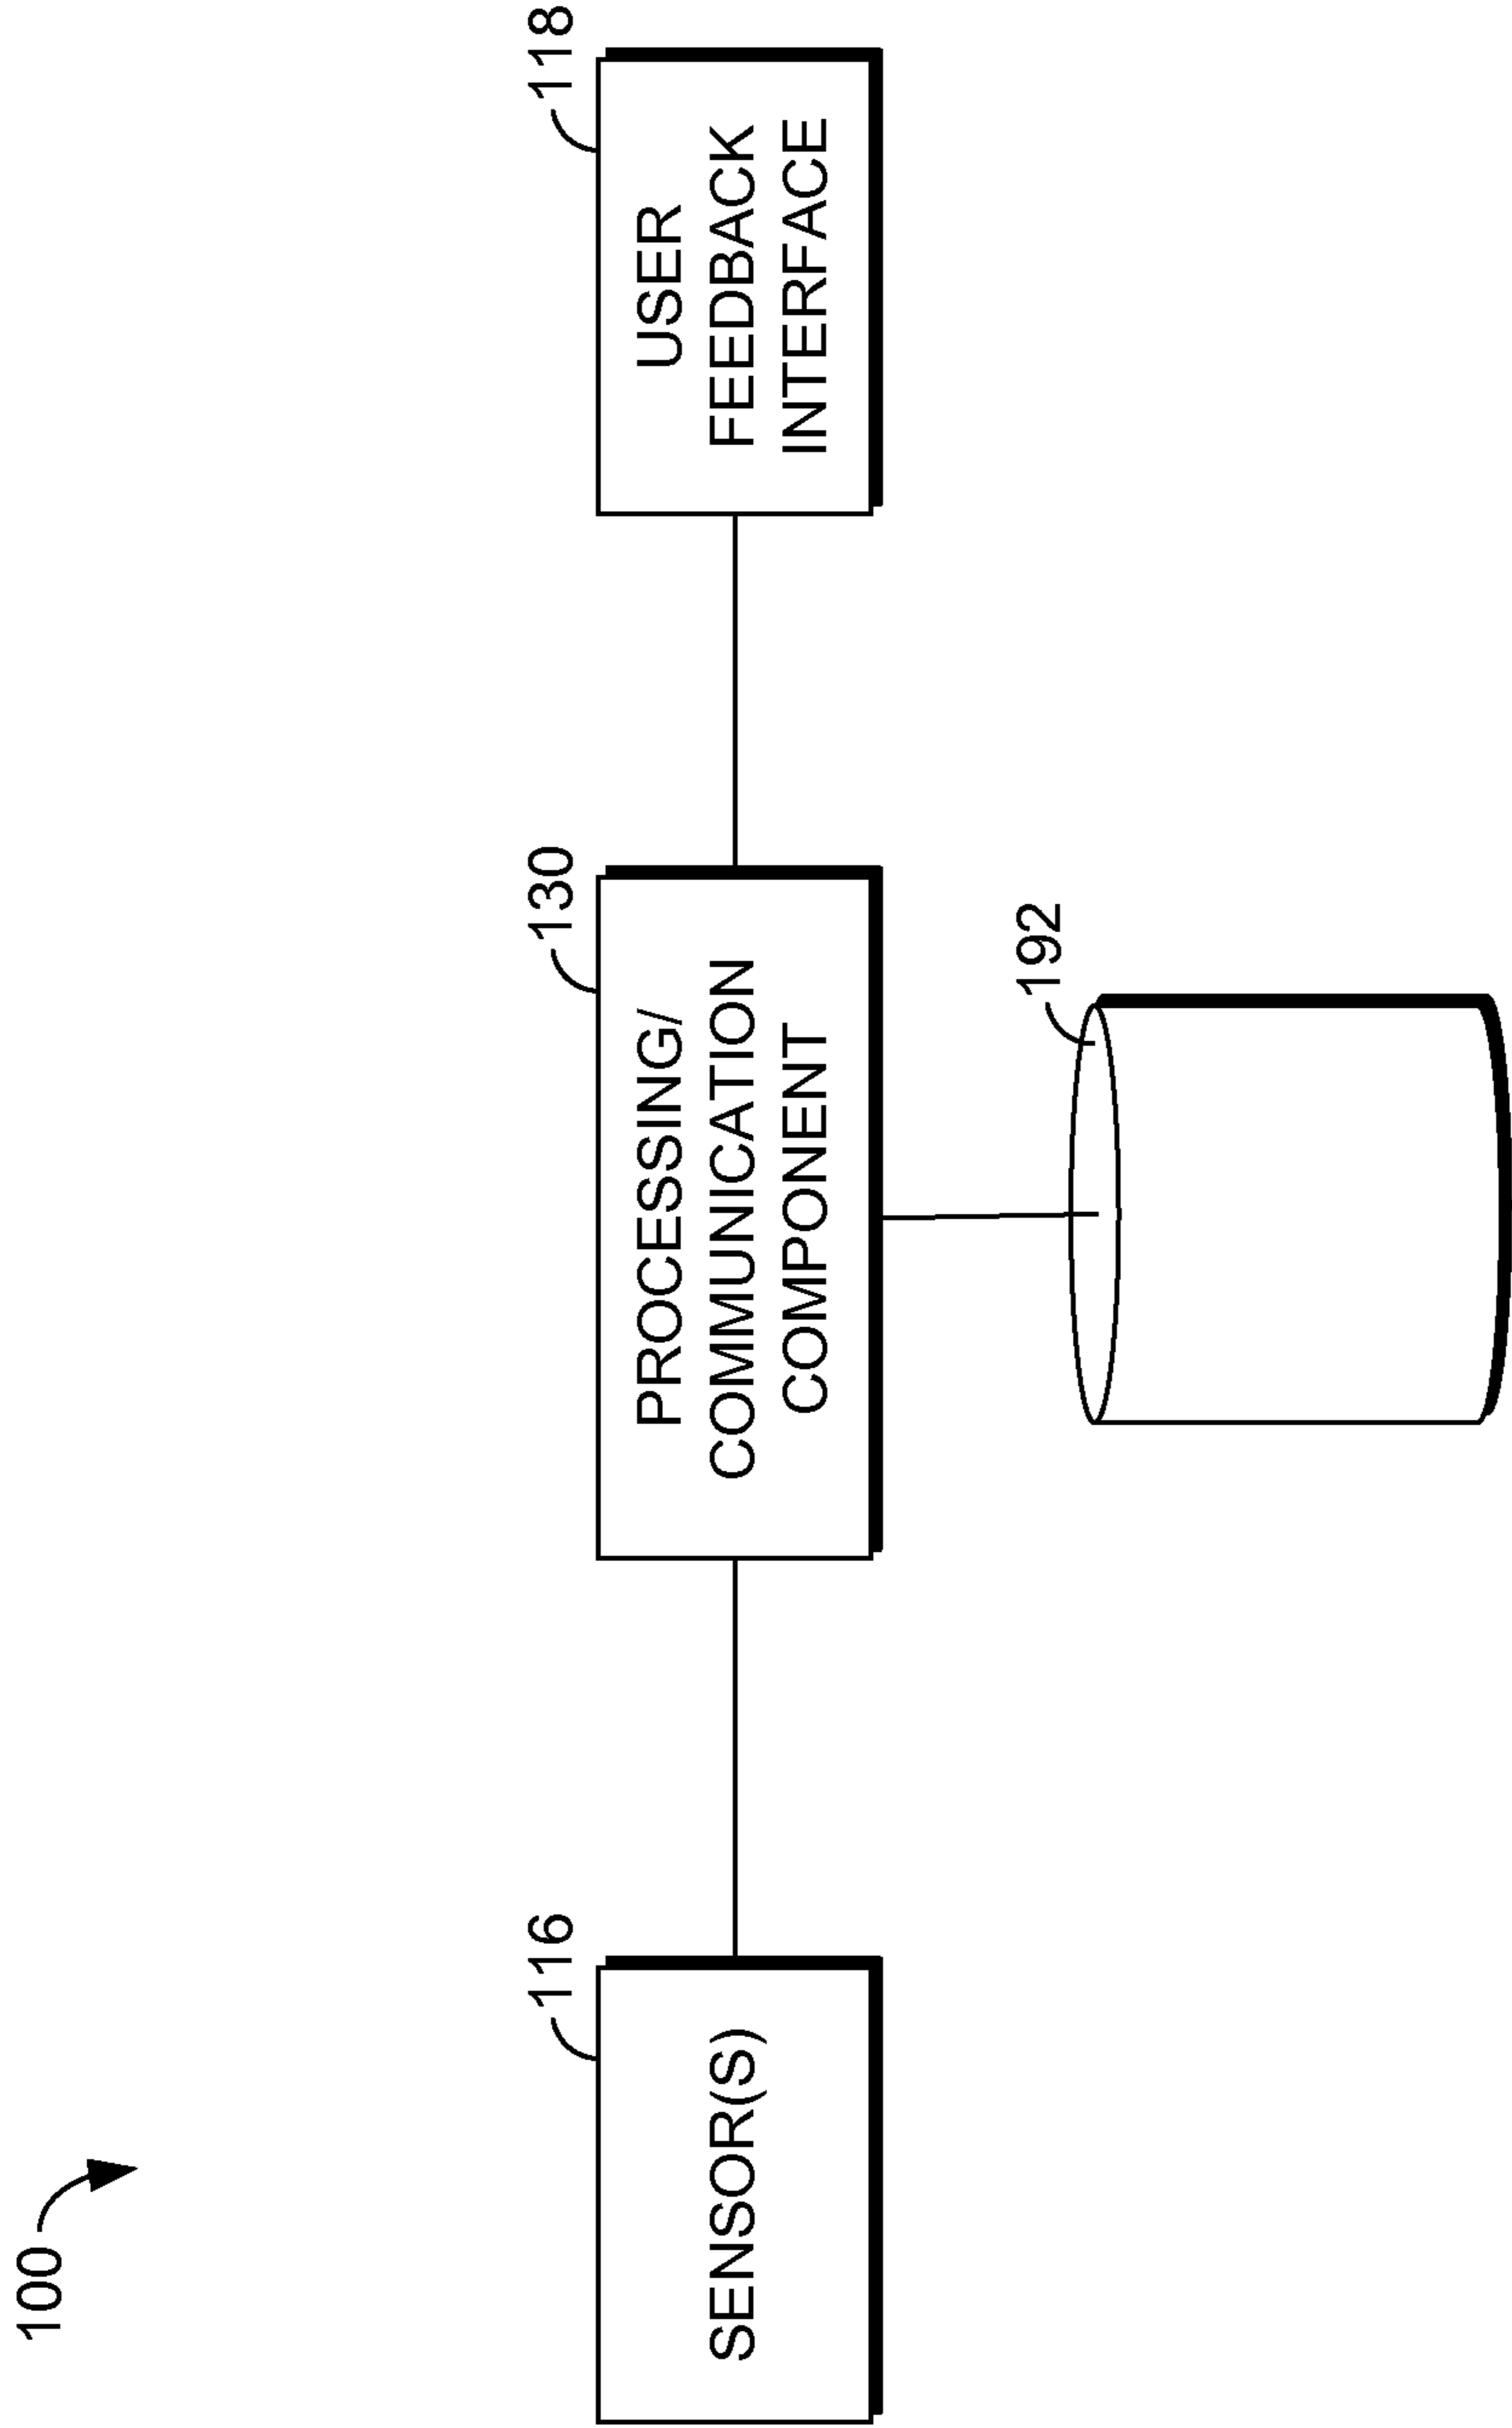 100
116
SENSOR(S)
130
PROCESSING/
COMMUNICATION
COMPONENT
192
118
USER
FEEDBACK
INTERFACE